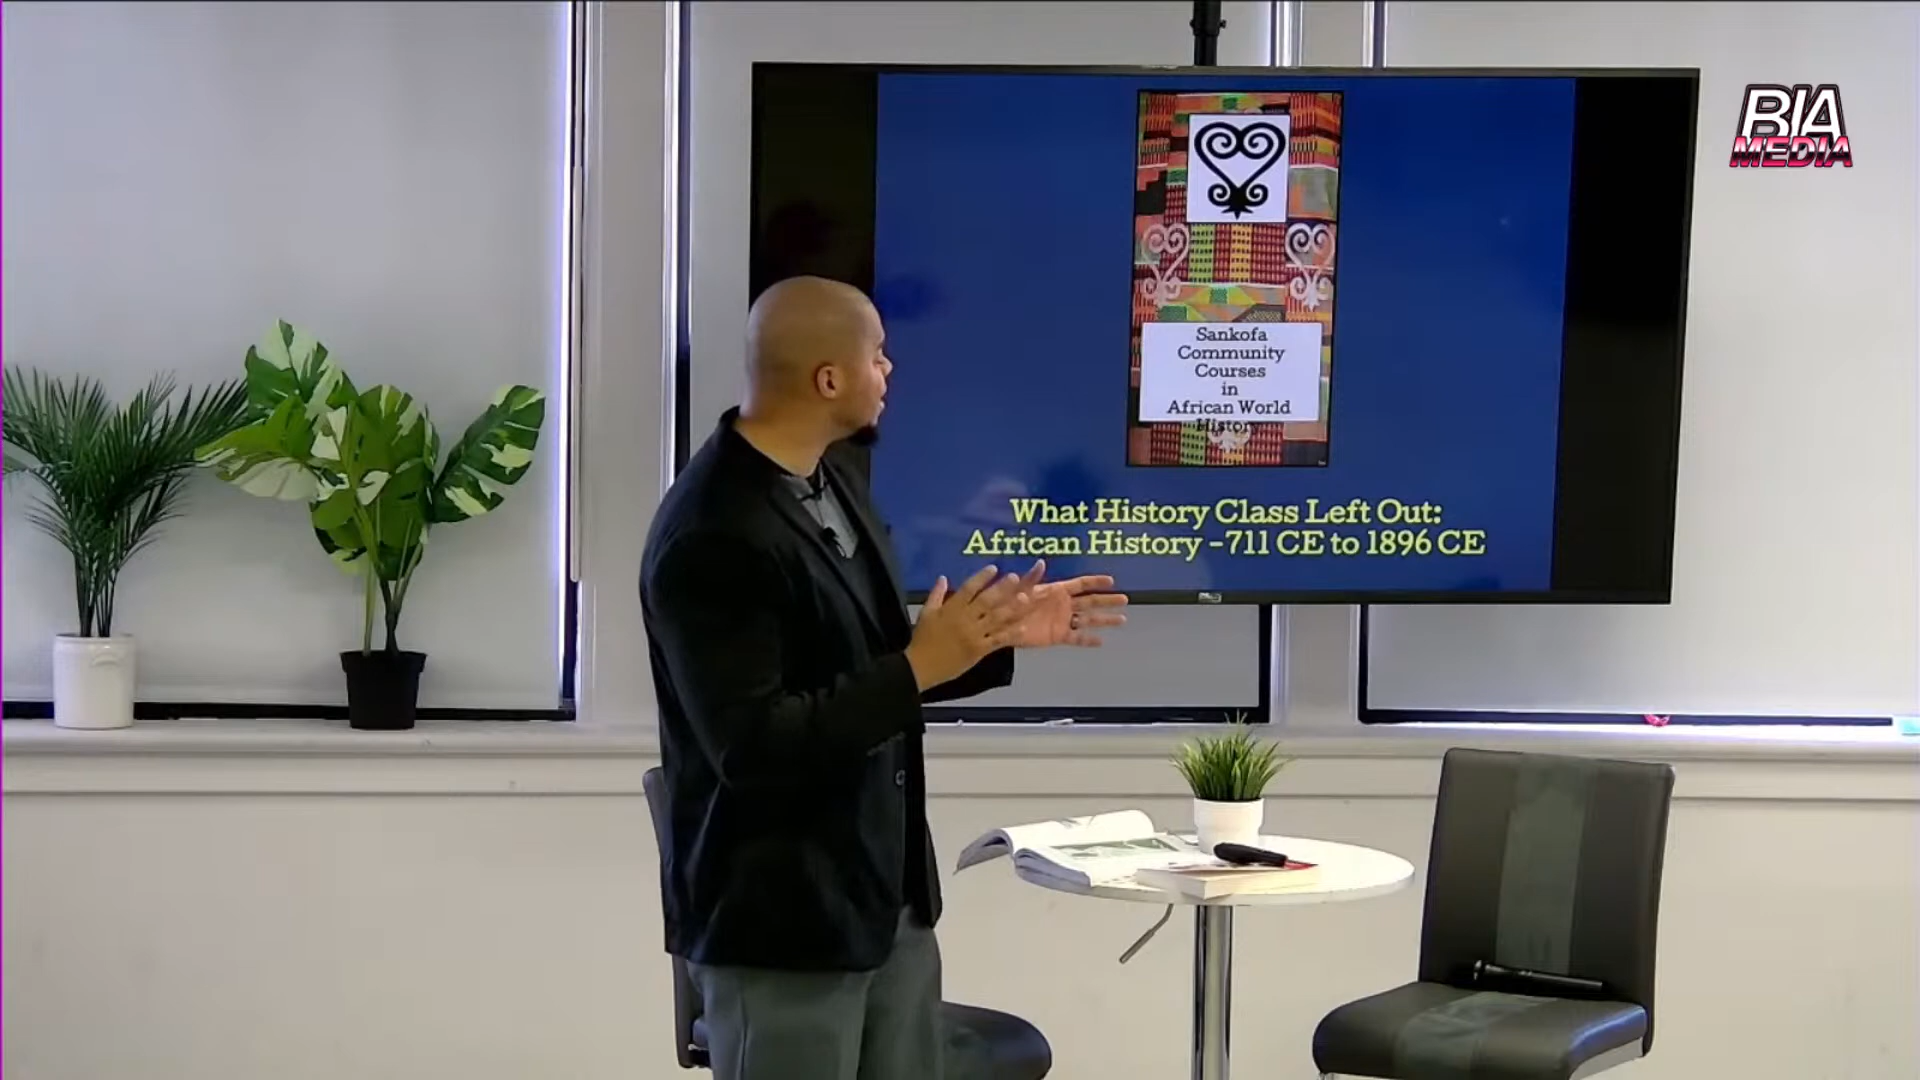 BIA
MEDIA
Sankofa
Community
Courses
in
African World
History
What History Class Left Out:
African History -711 CE to 1896 CE